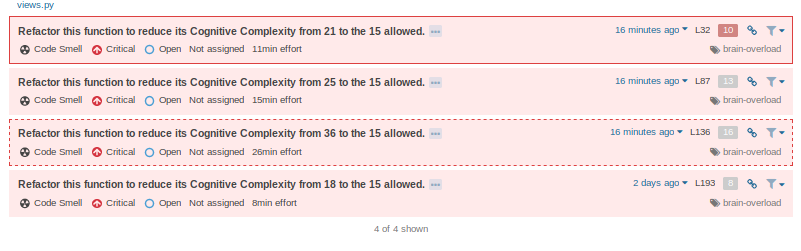 views.py
Refactor this function to reduce its Cognitive Complexity from 21 to the 15 allowed. 16 minutes ago L32 10
Code Smell Critical Open Not assigned 11min effort brain-overload
Refactor this function to reduce its Cognitive Complexity from 25 to the 15 allowed. 16 minutes ago L87 13
Code Smell Critical Open Not assigned 15min effort brain-overload
Refactor this function to reduce its Cognitive Complexity from 36 to the 15 allowed. 16 minutes ago L136 16
Code Smell Critical Open Not assigned 26min effort brain-overload
Refactor this function to reduce its Cognitive Complexity from 18 to the 15 allowed. 2 days ago L193 8
Code Smell Critical Open Not assigned 8min effort brain-overload
4 of 4 shown